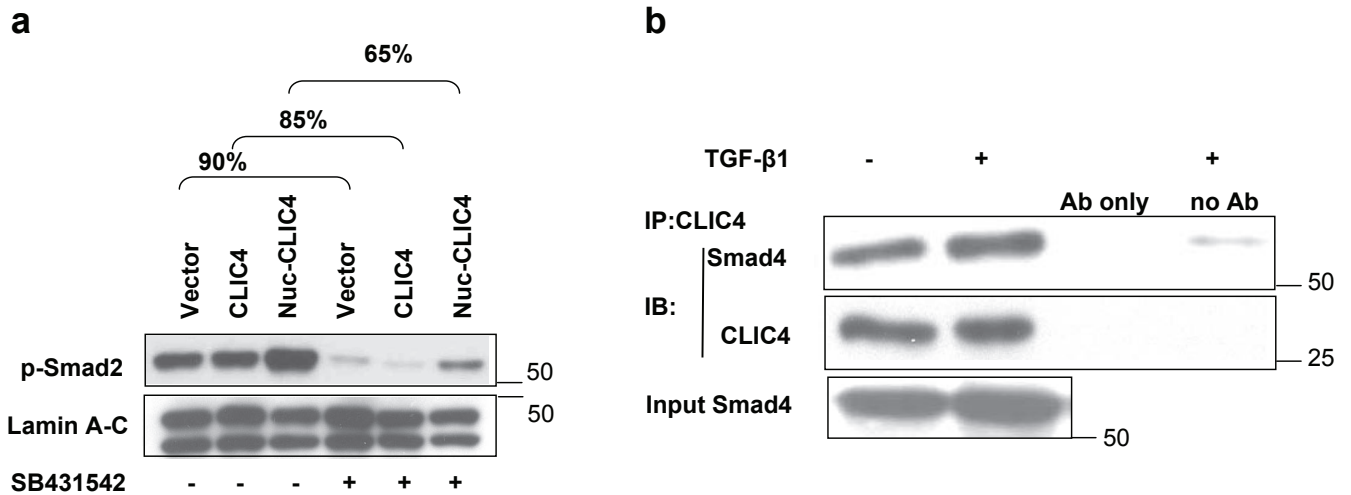 a
65%
85%
90%
Vector
CLIC4
Nuc-CLIC4
Vector
CLIC4
Nuc-CLIC4
p-Smad2
50
Lamin A-C
50
SB431542 - - - + + +
b
TGF-β1 - + +
Ab only no Ab
IP:CLIC4
Smad4
50
IB:
CLIC4
25
Input Smad4
50